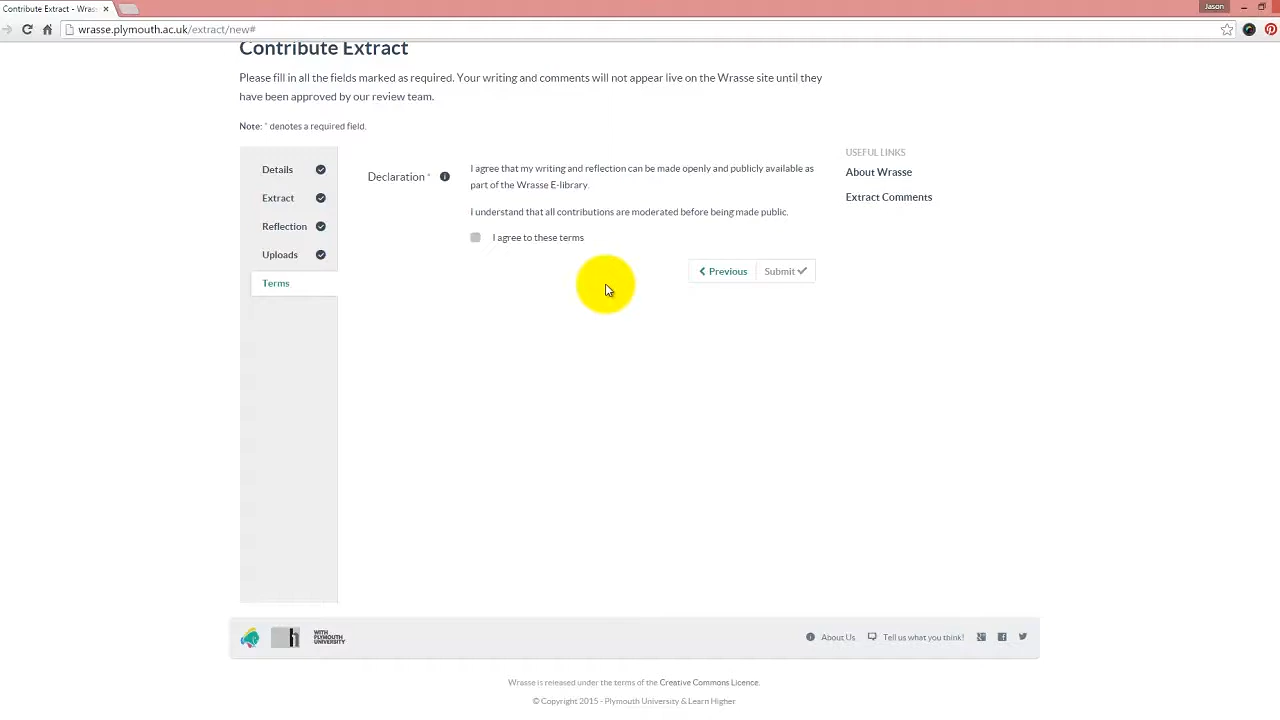 Contribute Extract - Wrass
Jason
wrasse.plymouth.ac.uk/extract/new#
Contribute Extract
Please fill in all the fields marked as required. Your writing and comments will not appear live on the Wrasse site until they
have been approved by our review team.
Note: * denotes a required field.
Details
Extract
Reflection
Uploads
Terms
Declaration *
I agree that my writing and reflection can be made openly and publicly available as
part of the Wrasse E-library.
I understand that all contributions are moderated before being made public.
I agree to these terms
Previous
Submit
USEFUL LINKS
About Wrasse
Extract Comments
h
WITH
PLYMOUTH
UNIVERSITY
About Us
Tell us what you think!
Wrasse is released under the terms of the Creative Commons Licence.
© Copyright 2015 - Plymouth University & Learn Higher